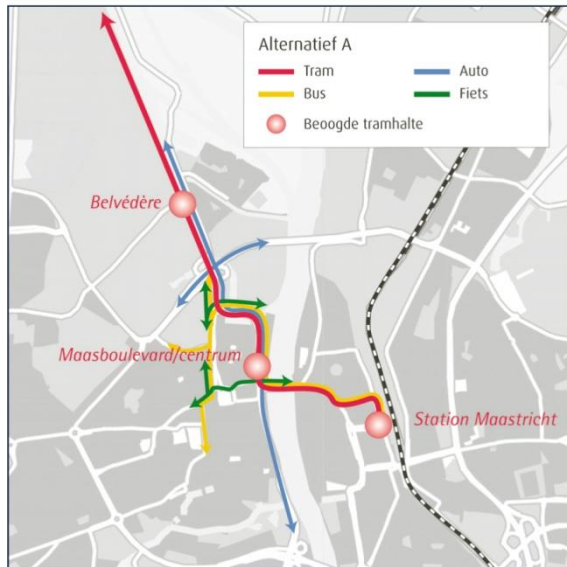 Alternatief A
Tram
Auto
Bus
Fiets
Beoogde tramhalte
Belvédère
Maasboulevard/centrum
Station Maastricht